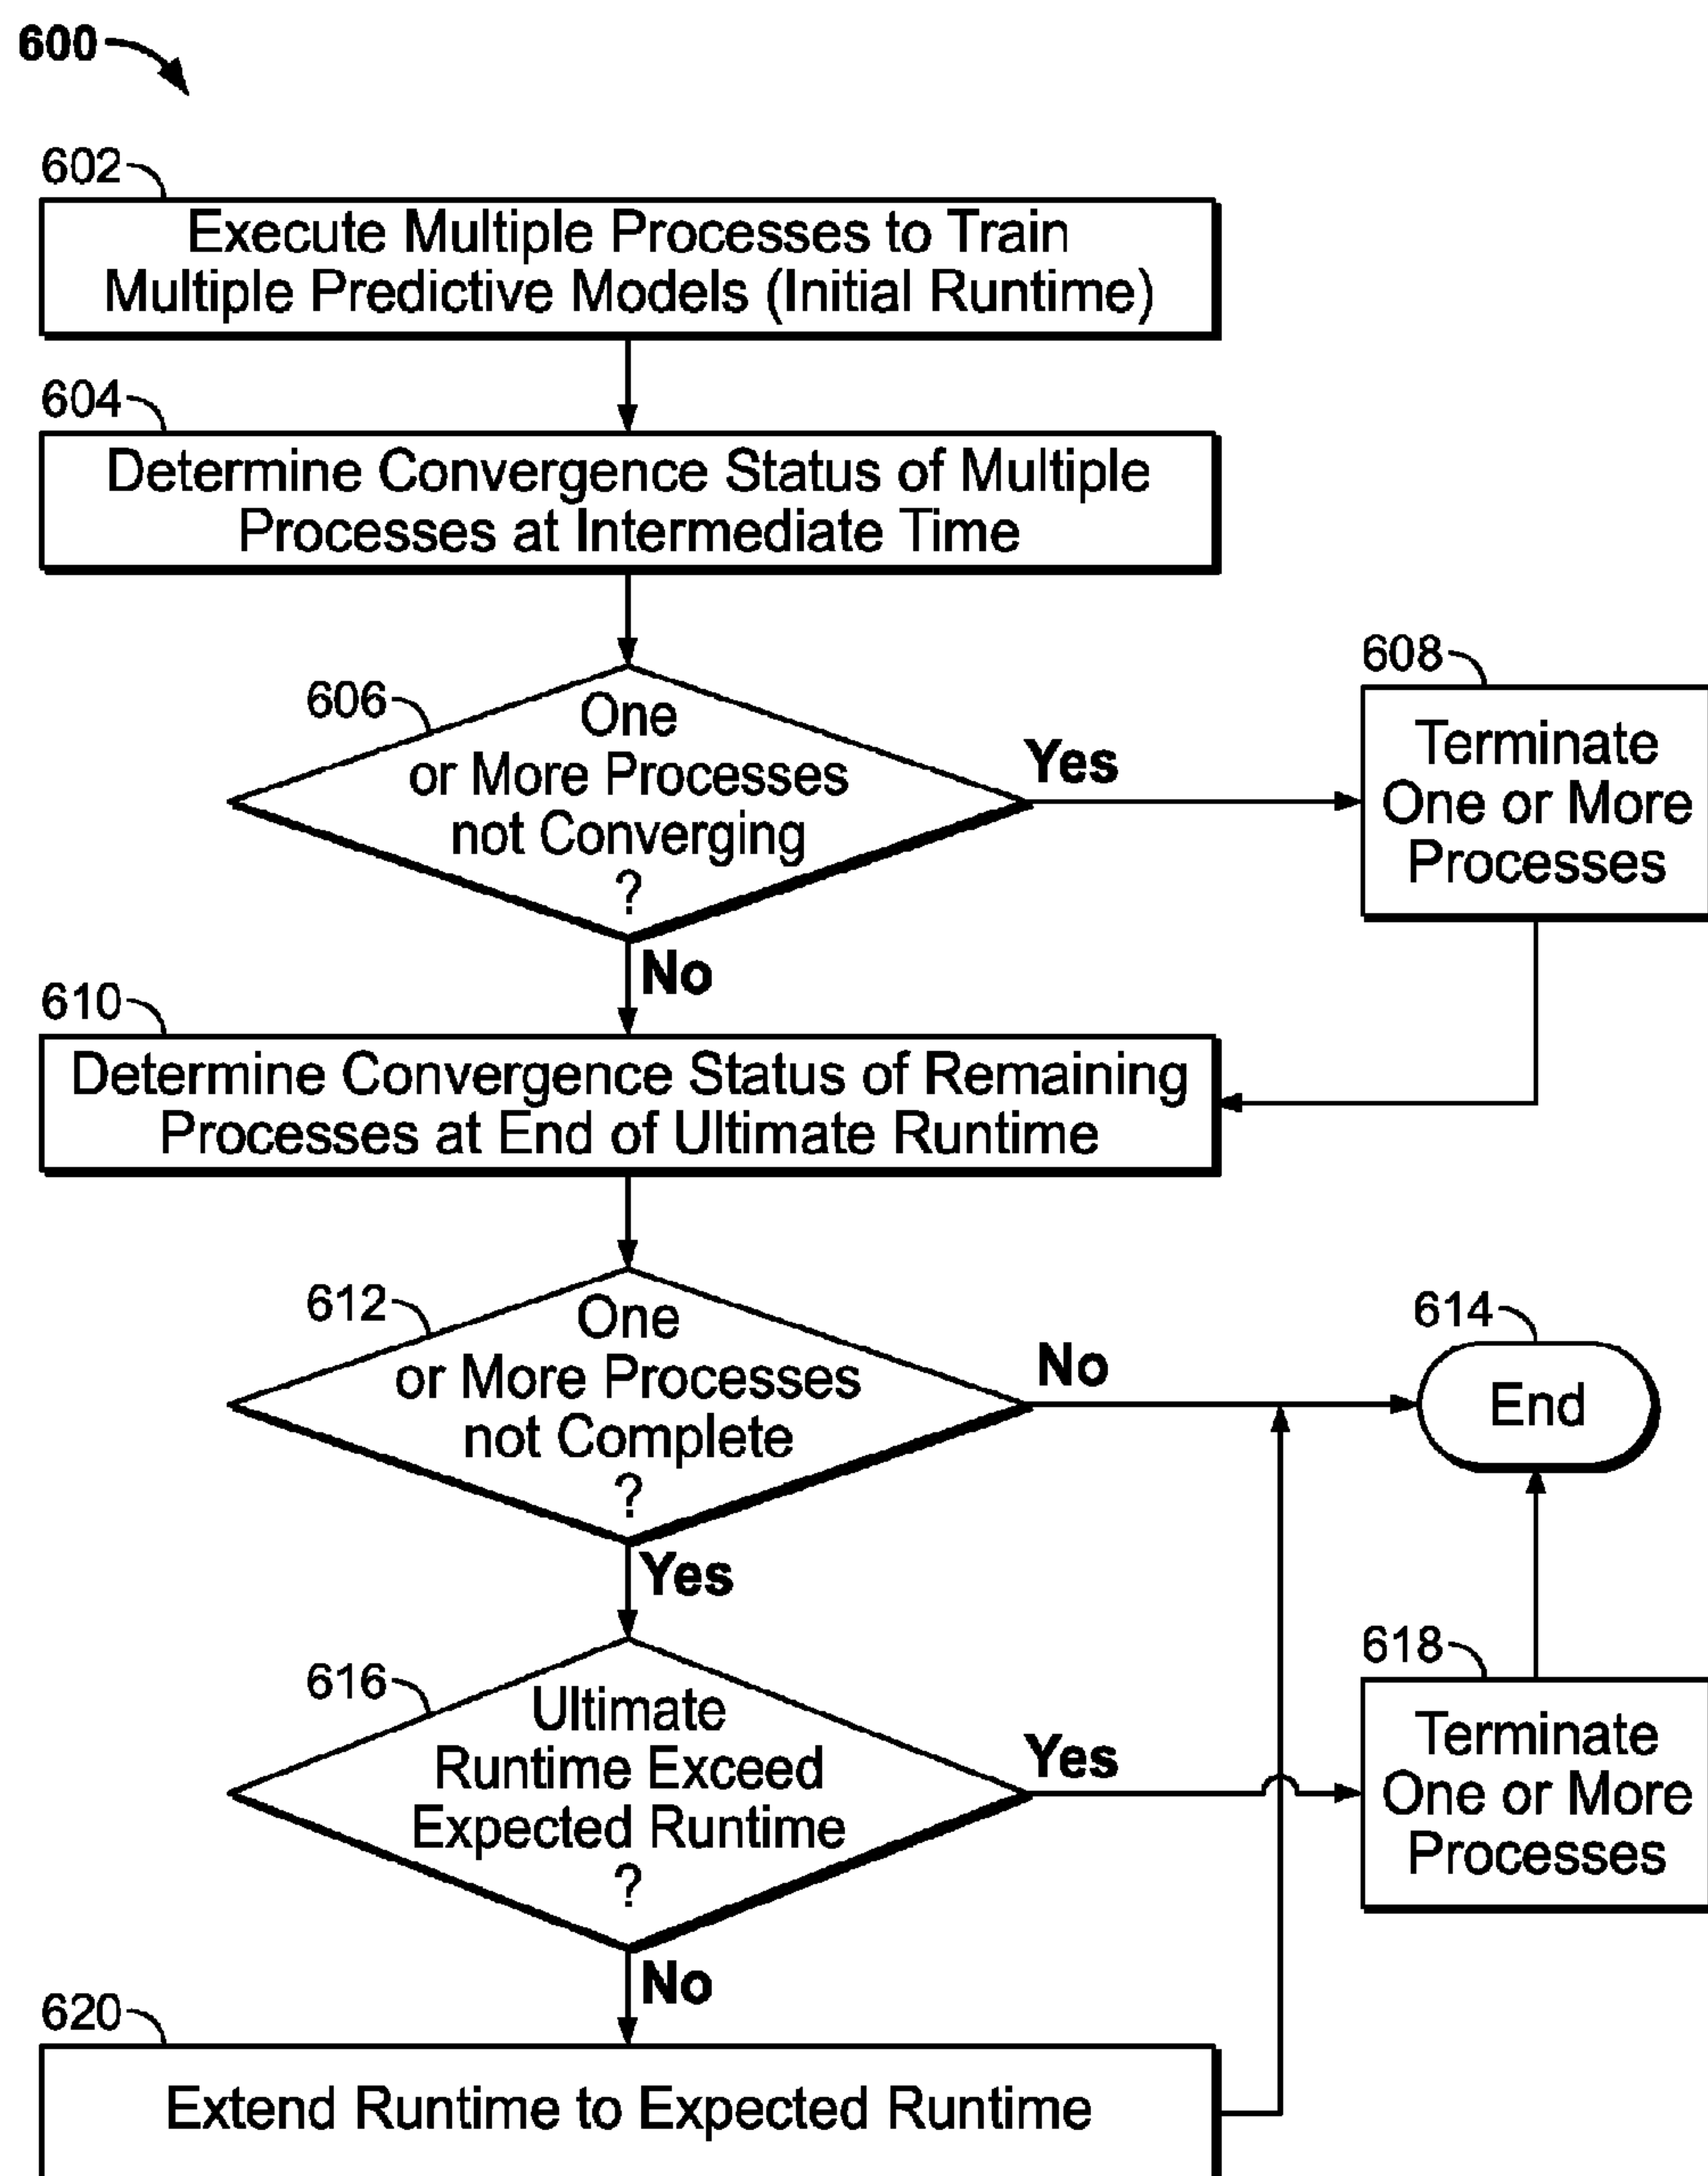 600
602
Execute Multiple Processes to Train
Multiple Predictive Models (Initial Runtime)
604
Determine Convergence Status of Multiple
Processes at Intermediate Time
606
One
or More Processes
not Converging
?
Yes
608
Terminate
One or More
Processes
No
610
Determine Convergence Status of Remaining
Processes at End of Ultimate Runtime
612
One
or More Processes
not Complete
?
No
614
End
Yes
616
Ultimate
Runtime Exceed
Expected Runtime
?
Yes
618
Terminate
One or More
Processes
No
620
Extend Runtime to Expected Runtime